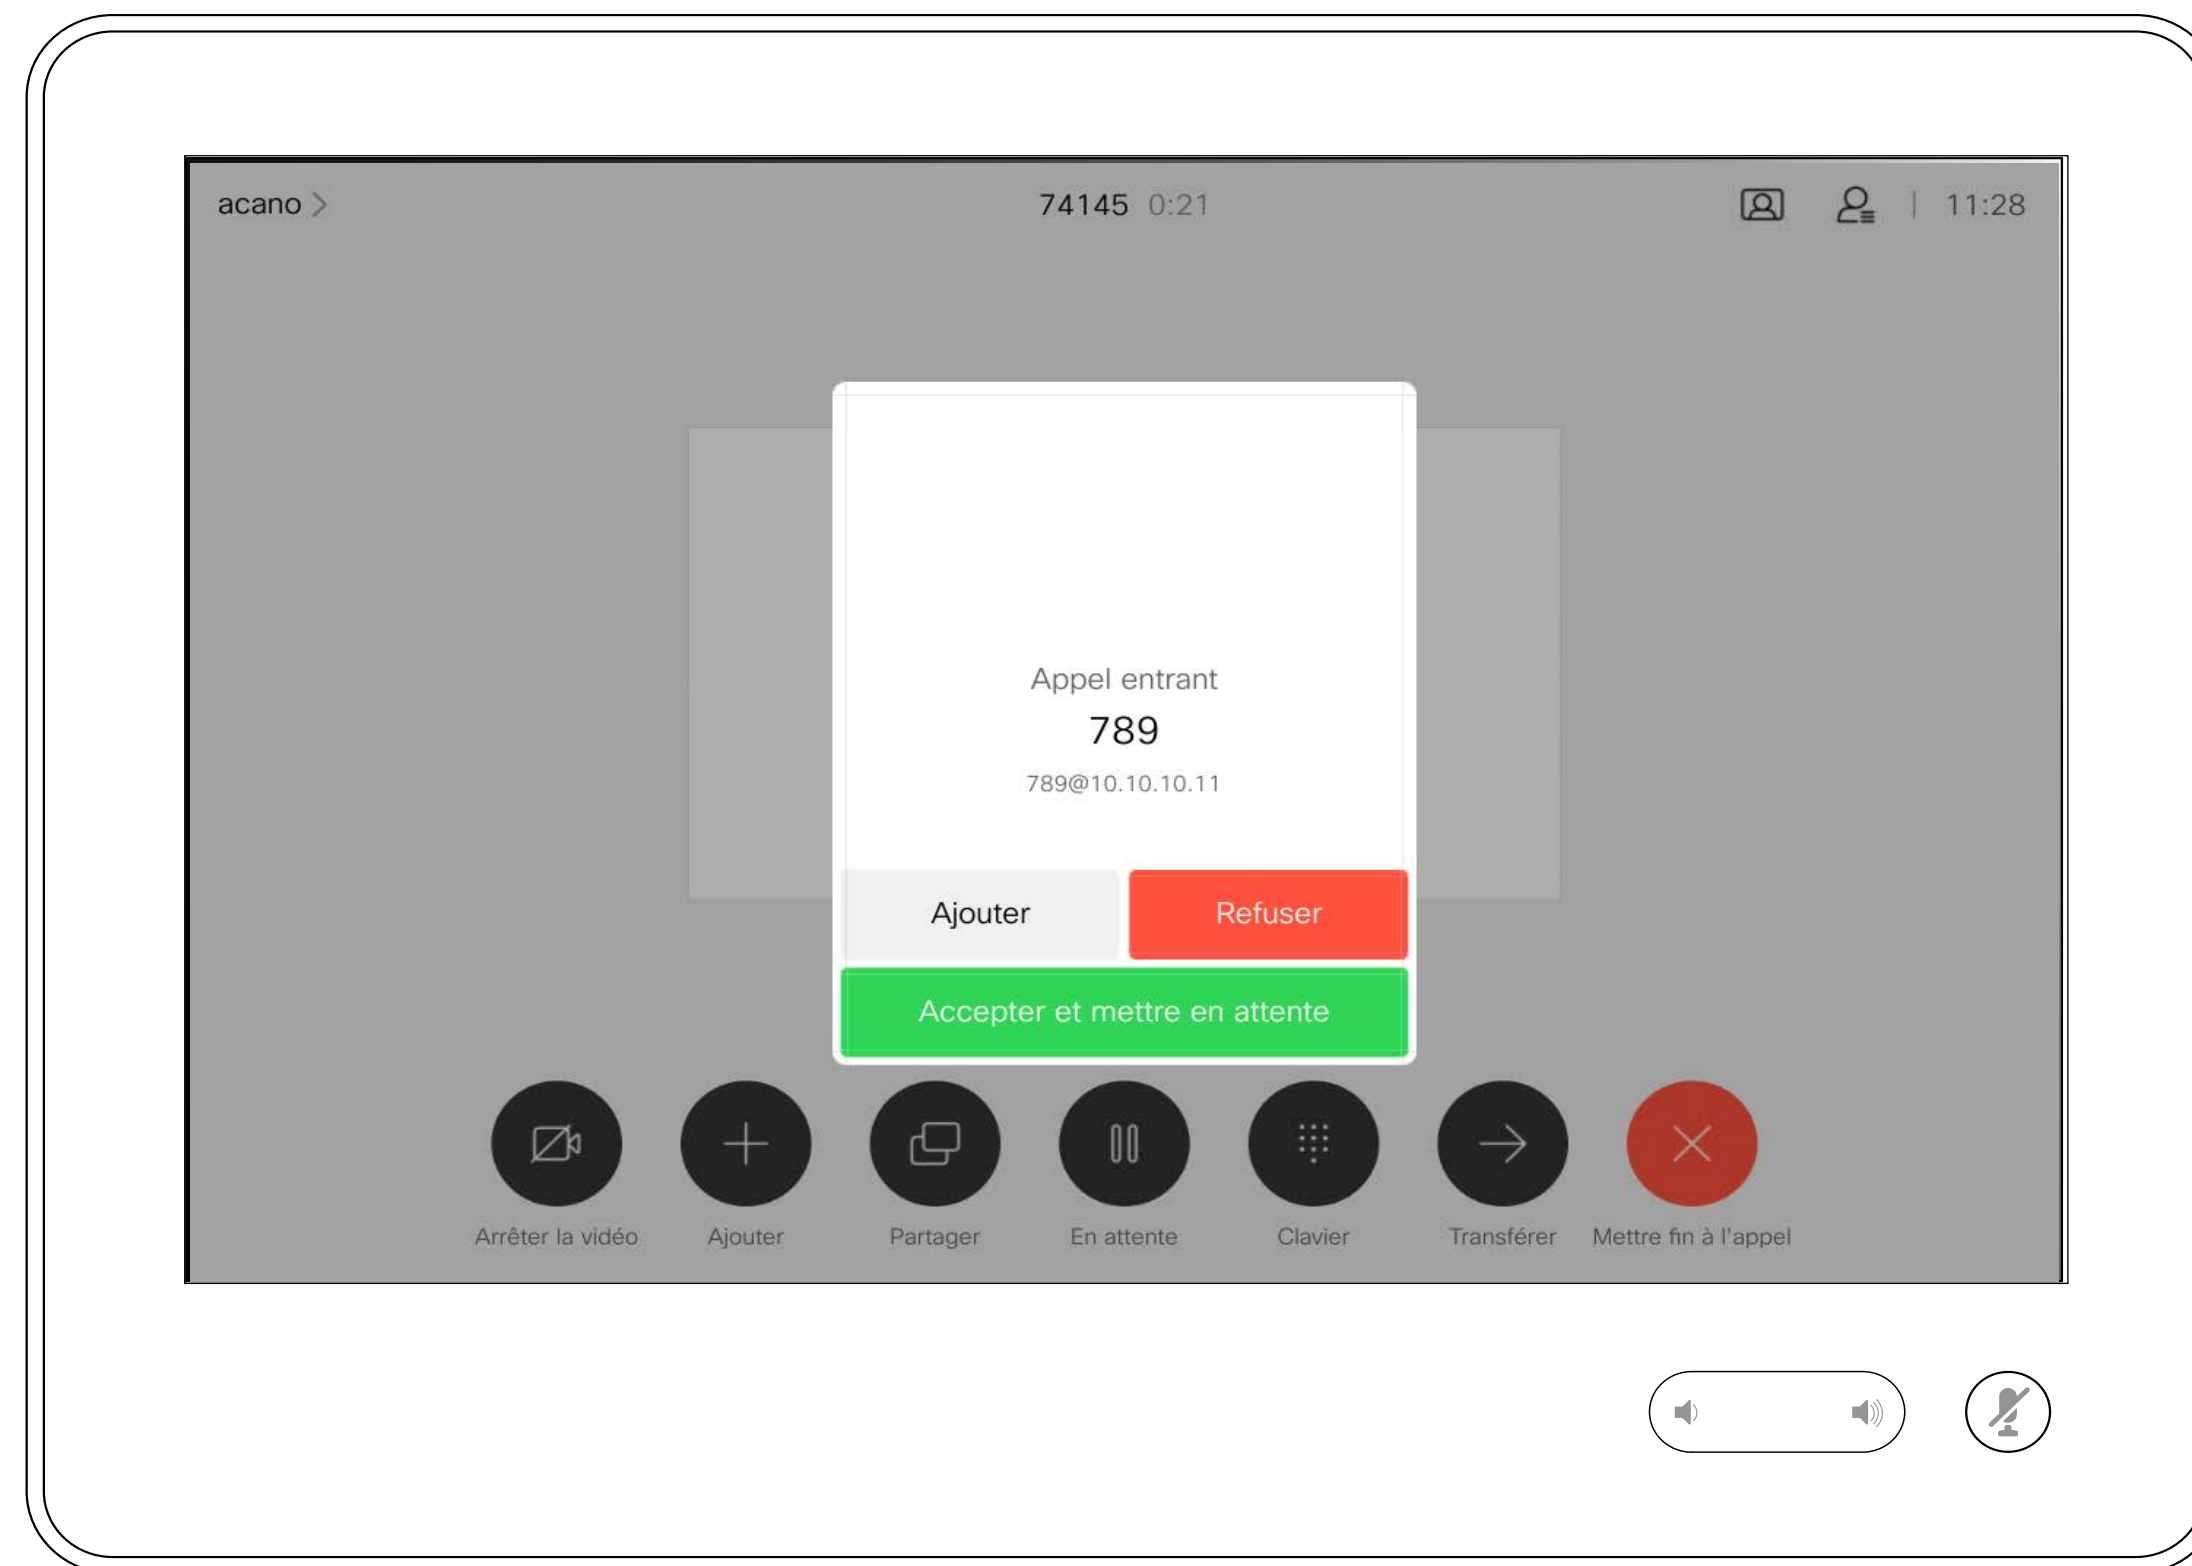 acano
74145 0:21
11:28
Appel entrant
789
789@10.10.10.11
Ajouter
Refuser
Accepter et mettre en attente
Arrêter la vidéo
Ajouter
Partager
En attente
Clavier
Transférer
Mettre fin à l'appel